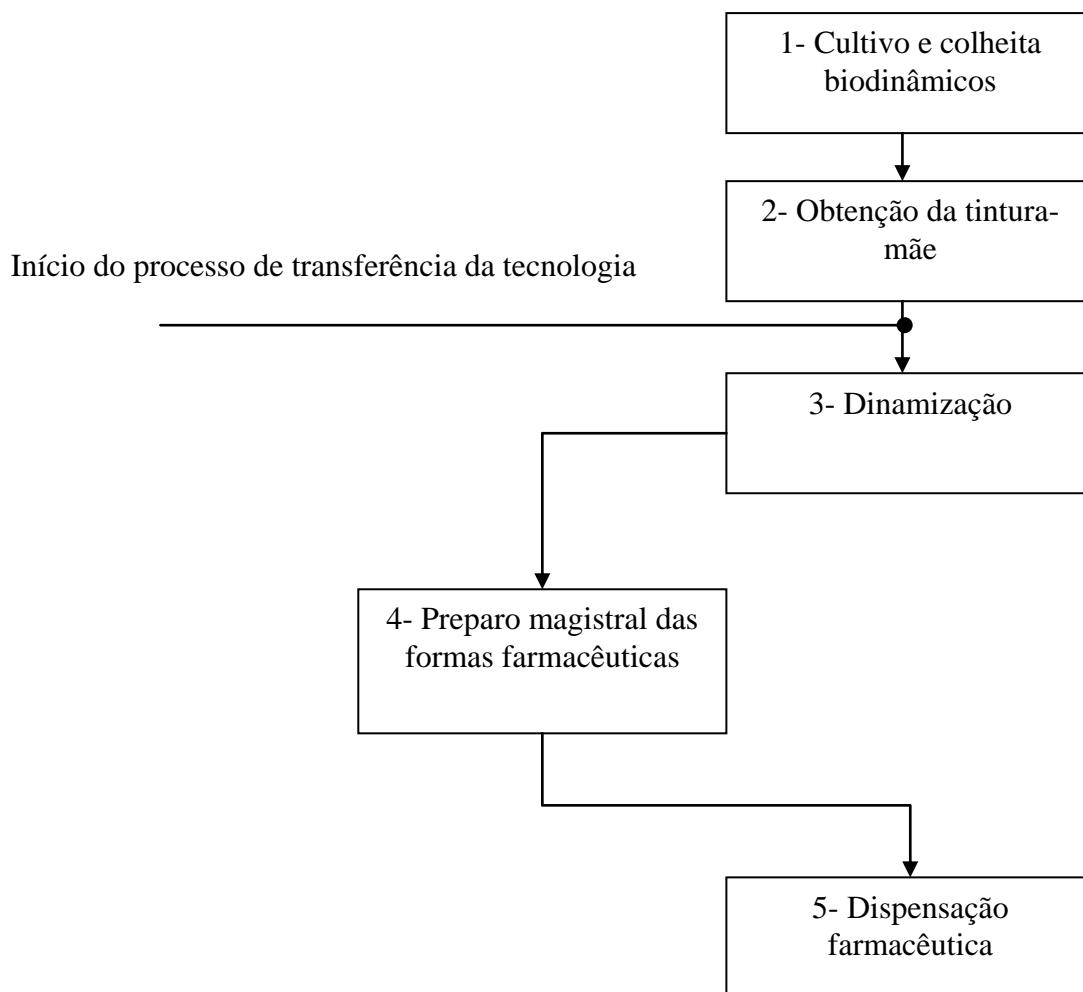 1- Cultivo e colheita
biodinâmicos
2- Obtenção da tintura-
mãe
Início do processo de transferência da tecnologia
3- Dinamização
4- Preparo magistral das
formas farmacêuticas
5- Dispensação
farmacêutica